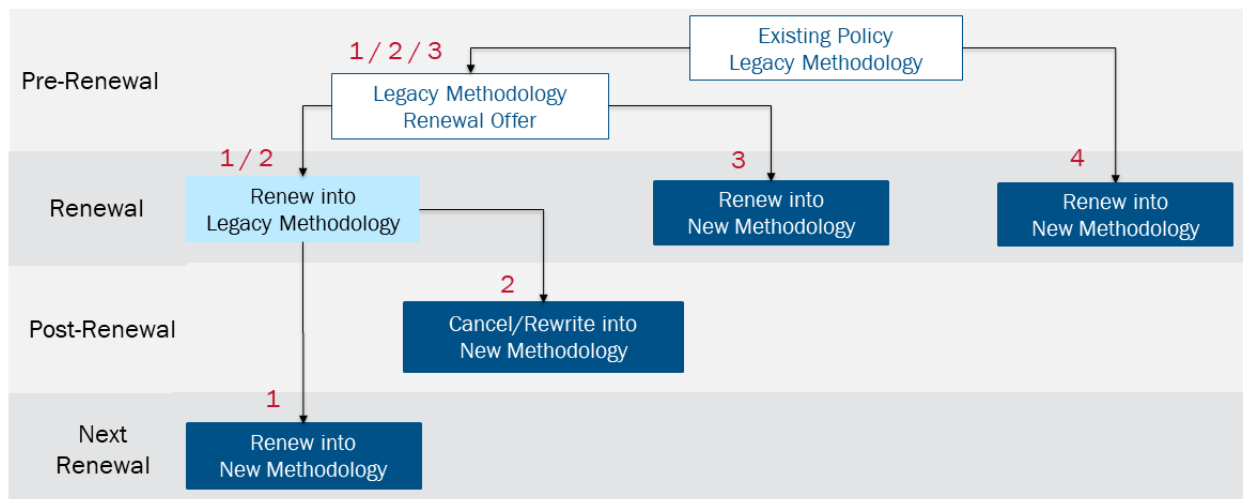 Existing Policy
Legacy Methodology
1 / 2 / 3
Pre-Renewal
Legacy Methodology
Renewal Offer
1 / 2
3
4
Renewal
Renew into
Legacy Methodology
Renew into
New Methodology
Renew into
New Methodology
2
Post-Renewal
Cancel/Rewrite into
New Methodology
1
Next
Renewal
Renew into
New Methodology